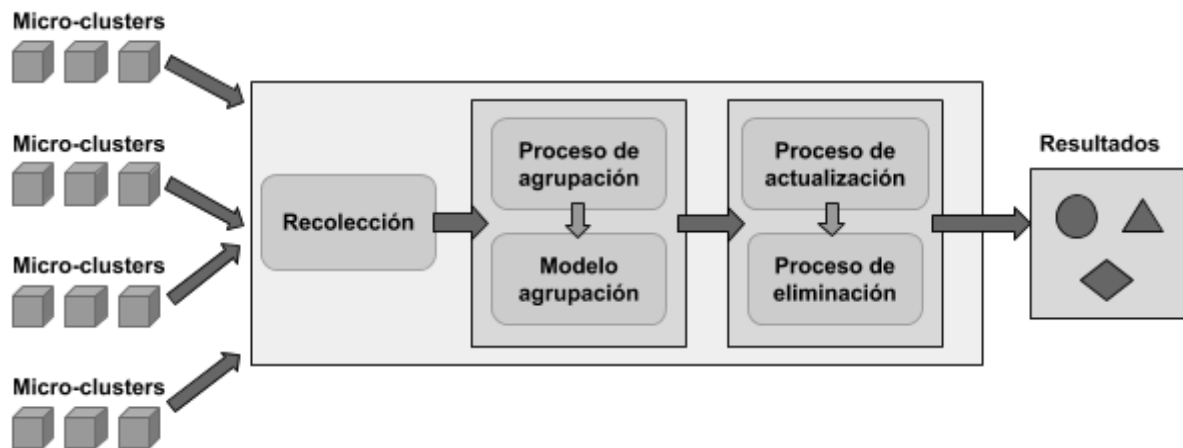 Micro-clusters
Micro-clusters
Micro-clusters
Micro-clusters
Recolección
Proceso de
agrupación
Modelo
agrupación
Proceso de
actualización
Proceso de
eliminación
Resultados